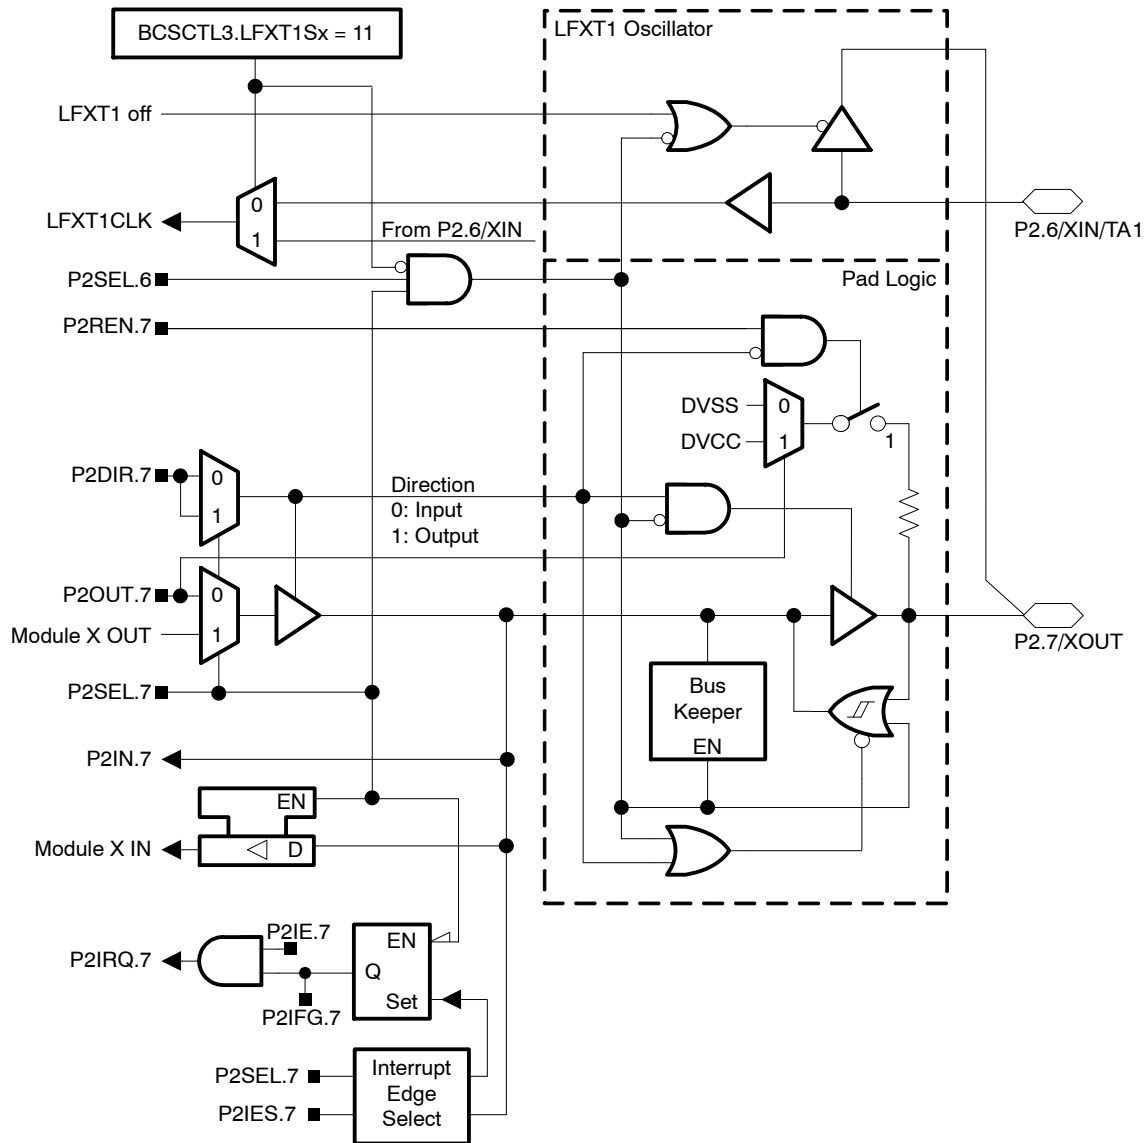 BCSCTL3.LFXT1Sx = 11
LFXT1 Oscillator
LFXT1 off
0
LFXT1CLK
1
From P2.6/XIN
P2.6/XIN/TA1
P2SEL.6
Pad Logic
P2REN.7
DVSS
0
DVCC
1
1
P2DIR.7
0
1
Direction
0: Input
1: Output
P2OUT.7
0
Module X OUT
1
P2.7/XOUT
P2SEL.7
Bus
Keeper
EN
P2IN.7
EN
Module X IN
D
P2IE.7
EN
P2IRQ.7
Q
Set
P2IFG.7
P2SEL.7
P2IES.7
Interrupt
Edge
Select